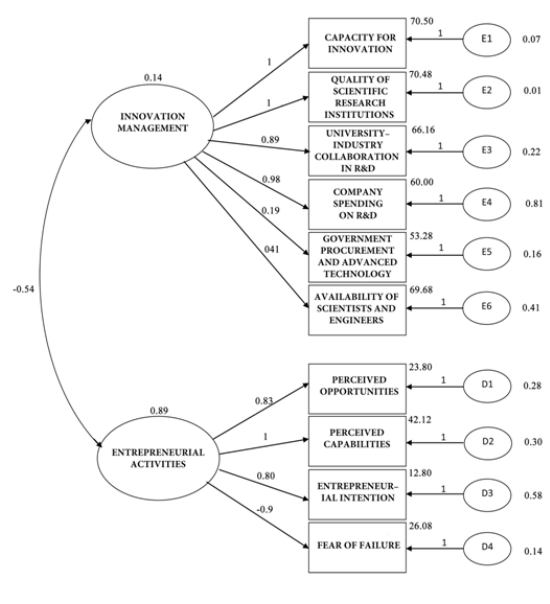 70.50
CAPACITY FOR
INNOVATION
1
E1
0.07
1
0.14
70.48
QUALITY OF
SCIENTIFIC
RESEARCH
INSTITUTIONS
1
E2
0.01
1
INNOVATION
MANAGEMENT
66.16
UNIVERSITY–
INDUSTRY
COLLABORATION
IN R&D
1
E3
0.22
0.89
60.00
COMPANY
SPENDING
ON R&D
1
E4
0.81
0.98
53.28
GOVERNMENT
PROCUREMENT
AND ADVANCED
TECHNOLOGY
1
E5
0.16
0.19
69.68
AVAILABILITY OF
SCIENTISTS AND
ENGINEERS
1
E6
0.41
041
-0.54
23.80
PERCEIVED
OPPORTUNITIES
1
D1
0.28
0.83
0.89
42.12
PERCEIVED
CAPABILITIES
1
D2
0.30
1
ENTREPRENEURIAL
ACTIVITIES
12.80
ENTREPRENEUR–
IAL INTENTION
1
D3
0.58
0.80
26.08
FEAR OF FAILURE
1
D4
0.14
-0.9